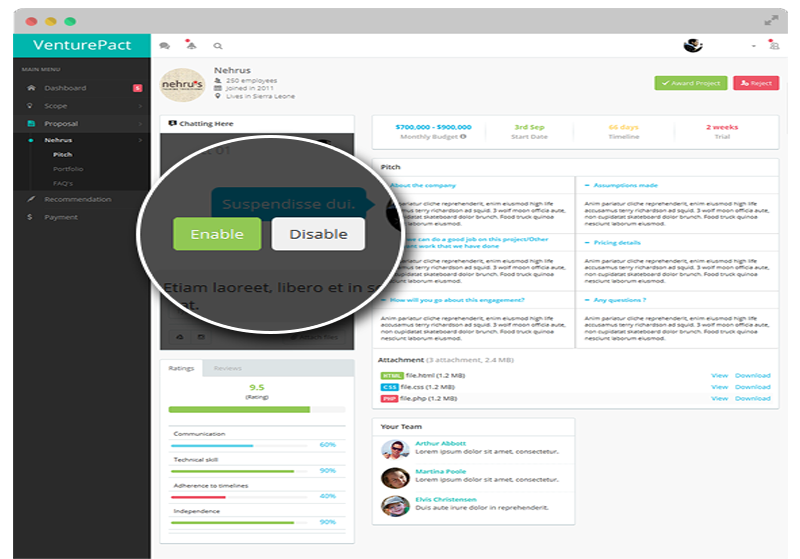 VenturePact
MAIN MENU
Dashboard
5
Scope
Proposal
Nehrus
Pitch
Portfolio
FAQ's
Recommendation
Payment
nehru's
Nehrus
250 employees
Joined in 2011
Lives in Sierra Leone
Award Project
Reject
Chatting Here
01
Suspendisse dui.
Enable
Disable
Etiam laoreet, libero et in
Attach files
$700,000 - $900,000
Monthly Budget
3rd Sep
Start Date
66 days
Timeline
2 weeks
Trial
Pitch
About the company
pariatur cliche reprehenderit, enim eiusmod high life
accusamus terry richardson ad squid. 3 wolf moon officia aute,
non cupidatat skateboard dolor brunch. Food truck quinoa
nesciunt laborum eiusmod.
Assumptions made
Anim pariatur cliche reprehenderit, enim eiusmod high life
accusamus terry richardson ad squid. 3 wolf moon officia aute,
non cupidatat skateboard dolor brunch. Food truck quinoa
nesciunt laborum eiusmod.
we can do a good job on this project/Other
work that we have done
pariatur cliche reprehenderit, enim eiusmod high life
accusamus terry richardson ad squid. 3 wolf moon officia aute,
cupidatat skateboard dolor brunch. Food truck quinoa
nesciunt laborum eiusmod.
Pricing details
Anim pariatur cliche reprehenderit, enim eiusmod high life
accusamus terry richardson ad squid. 3 wolf moon officia aute,
non cupidatat skateboard dolor brunch. Food truck quinoa
nesciunt laborum eiusmod.
How will you go about this engagement?
Anim pariatur cliche reprehenderit, enim eiusmod high life
accusamus terry richardson ad squid. 3 wolf moon officia aute,
non cupidatat skateboard dolor brunch. Food truck quinoa
nesciunt laborum eiusmod.
Any questions ?
Anim pariatur cliche reprehenderit, enim eiusmod high life
accusamus terry richardson ad squid. 3 wolf moon officia aute,
non cupidatat skateboard dolor brunch. Food truck quinoa
nesciunt laborum eiusmod.
Attachment (3 attachment, 2.4 MB)
HTML file.html (1.2 MB) View Download
CSS file.css (1.2 MB) View Download
PHP file.php (1.2 MB) View Download
Ratings
Reviews
9.5
(Rating)
Communication
60%
Technical skill
90%
Adherence to timelines
40%
Independence
90%
Your Team
Arthur Abbott
Lorem ipsum dolor sit amet, consectetur.
Martina Poole
Lorem ipsum dolor sit amet, consectetur.
Elvis Christensen
Duis aute irure dolor in reprehenderit.